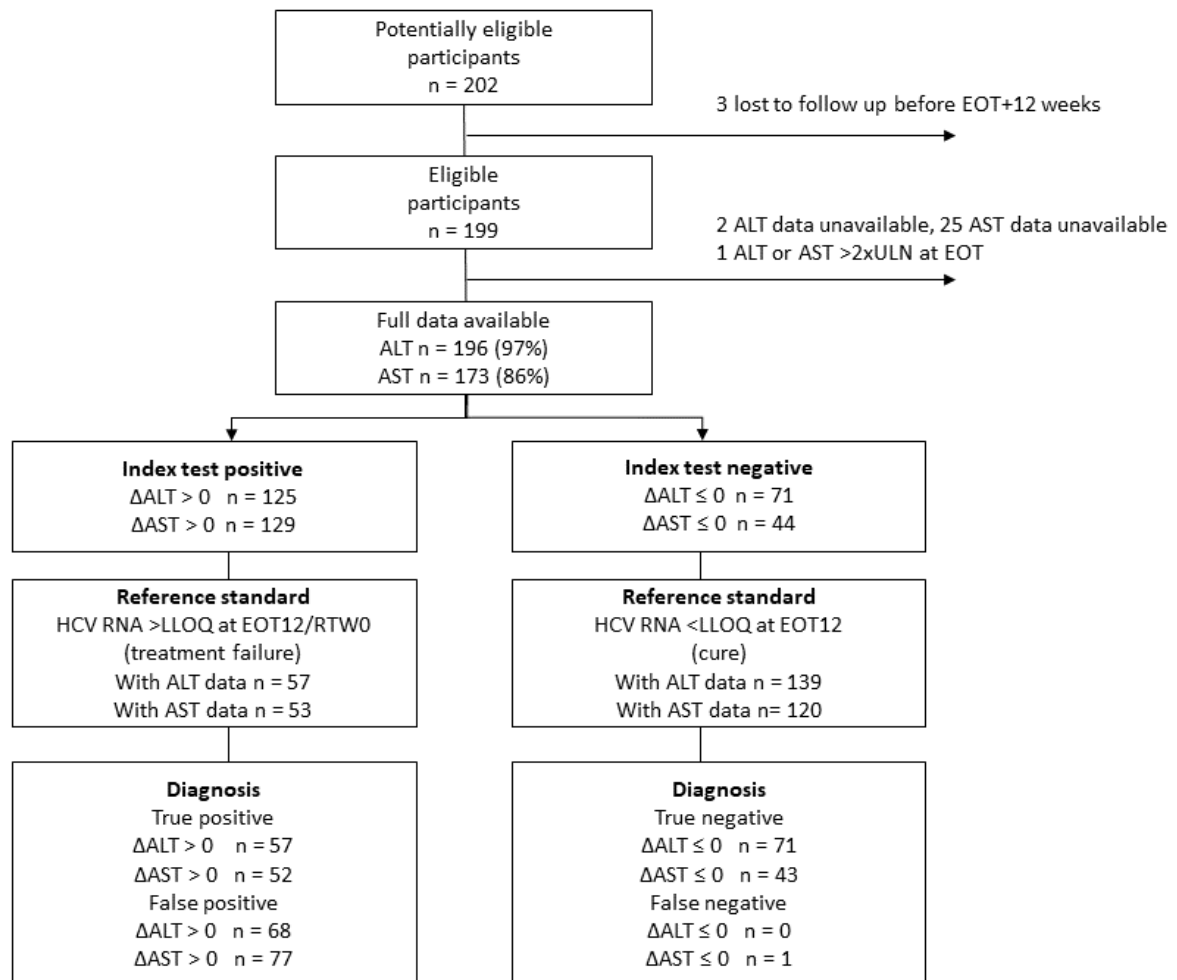 Potentially eligible
participants
n = 202
3 lost to follow up before EOT+12 weeks
Eligible
participants
n = 199
2 ALT data unavailable, 25 AST data unavailable
1 ALT or AST >2xULN at EOT
Full data available
ALT n = 196 (97%)
AST n = 173 (86%)
Index test positive
ΔALT > 0 n = 125
ΔAST > 0 n = 129
Index test negative
ΔALT ≤ 0 n = 71
ΔAST ≤ 0 n = 44
Reference standard
HCV RNA >LLOQ at EOT12/RTW0
(treatment failure)
With ALT data n = 57
With AST data n = 53
Reference standard
HCV RNA <LLOQ at EOT12
(cure)
With ALT data n = 139
With AST data n= 120
Diagnosis
True positive
ΔALT > 0 n = 57
ΔAST > 0 n = 52
False positive
ΔALT > 0 n = 68
ΔAST > 0 n = 77
Diagnosis
True negative
ΔALT ≤ 0 n = 71
ΔAST ≤ 0 n = 43
False negative
ΔALT ≤ 0 n = 0
ΔAST ≤ 0 n = 1